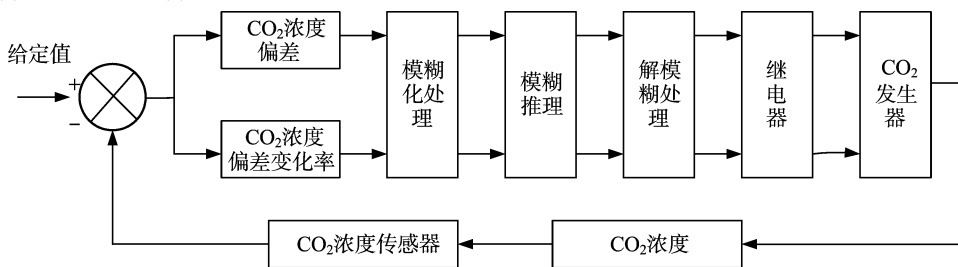 给定值
+
−
CO₂浓度
偏差
CO₂浓度
偏差变化率
模糊
化处
理
模糊
推理
解模
糊处
理
继
电
器
CO₂
发生
器
CO₂浓度传感器
CO₂浓度